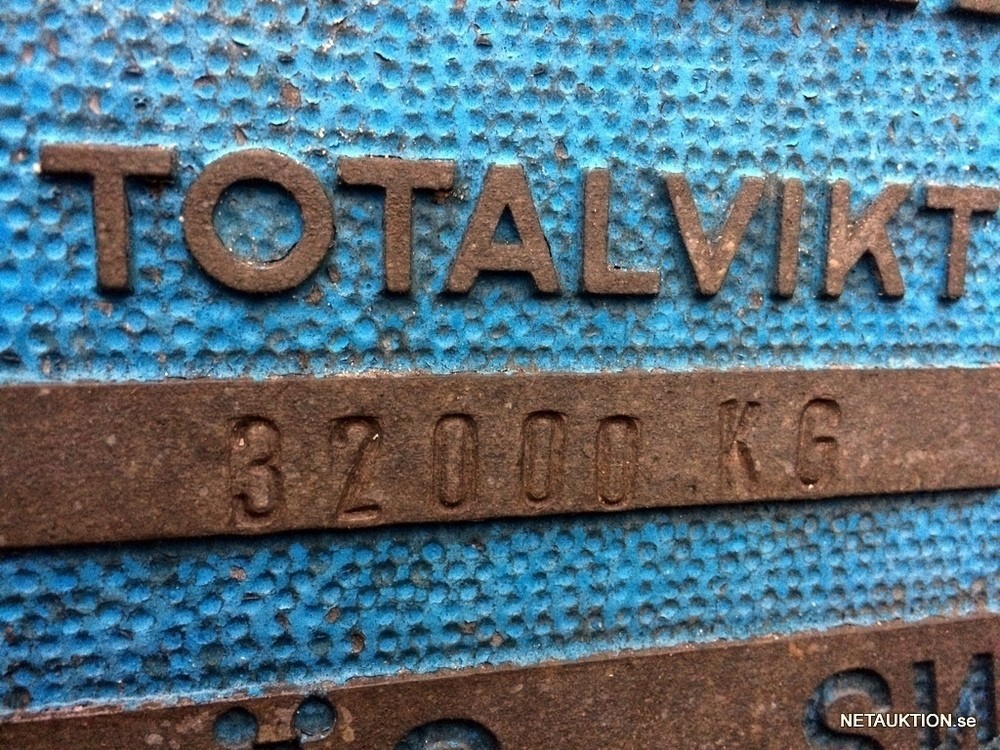 TOTALVIKT
32000 KG
NETAUKTION.se